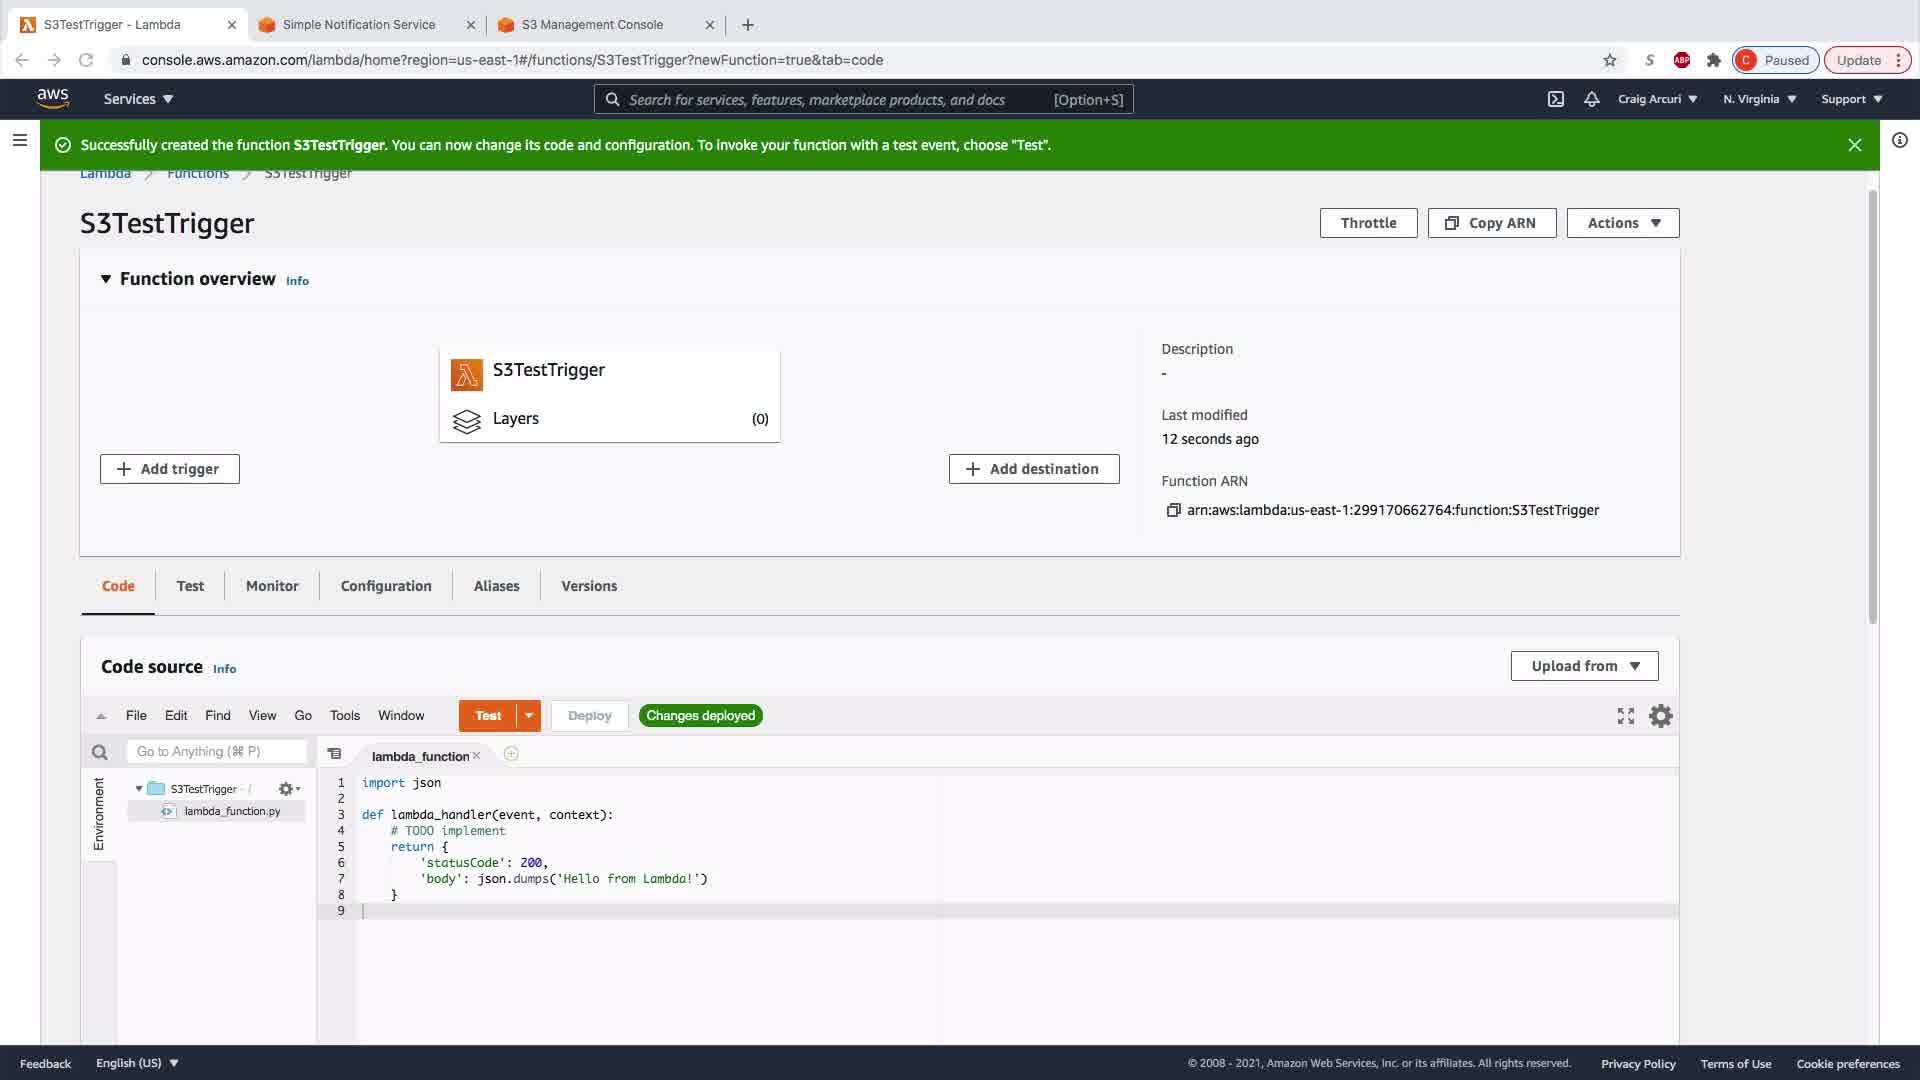 S3TestTrigger - Lambda
Simple Notification Service
S3 Management Console
console.aws.amazon.com/lambda/home?region=us-east-1#/functions/S3TestTrigger?newFunction=true&tab=code
S
ABP
C Paused
Update
aws
Services
Search for services, features, marketplace products, and docs [Option+S]
Craig Arcuri
N. Virginia
Support
Successfully created the function S3TestTrigger. You can now change its code and configuration. To invoke your function with a test event, choose "Test".
Lambda
Functions
S3TestTrigger
S3TestTrigger
Throttle
Copy ARN
Actions
Function overview Info
S3TestTrigger
Layers (0)
Add trigger
Add destination
Description
-
Last modified
12 seconds ago
Function ARN
arn:aws:lambda:us-east-1:299170662764:function:S3TestTrigger
Code
Test
Monitor
Configuration
Aliases
Versions
Code source Info
Upload from
File Edit Find View Go Tools Window
Test
Deploy
Changes deployed
Go to Anything (⌘ P)
lambda_function
Environment
S3TestTrigger - /
lambda_function.py
1 import json
2
3 def lambda_handler(event, context):
4 # TODO implement
5 return {
6 'statusCode': 200,
7 'body': json.dumps('Hello from Lambda!')
8 }
9
Feedback
English (US)
© 2008 - 2021, Amazon Web Services, Inc. or its affiliates. All rights reserved.
Privacy Policy
Terms of Use
Cookie preferences